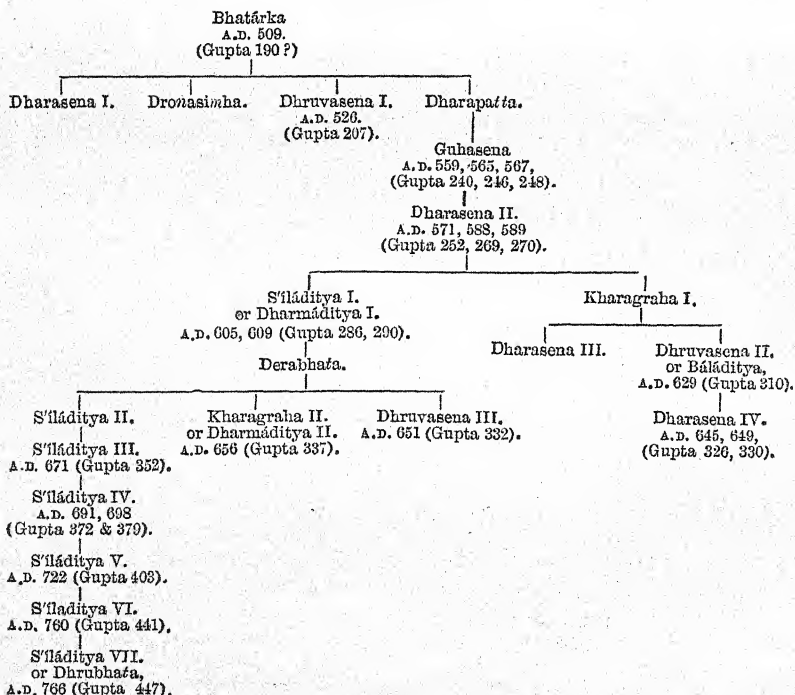 Bhatárka
A.D. 509.
(Gupta 190 ?)
Dharasena I. Dronasimha. Dhruvasena I. Dharapatta.
A.D. 526.
(Gupta 207).
Guhasena
A.D. 559, 565, 567,
(Gupta 240, 246, 248).
Dharasena II.
A.D. 571, 588, 589
(Gupta 252, 269, 270).
S'íláditya I.
or Dharmáditya I.
A.D. 605, 609 (Gupta 286, 290).
Kharagraha I.
Derabhata.
Dharasena III.
Dhruvasena II.
or Báláditya,
A.D. 629 (Gupta 310).
Dharasena IV.
A.D. 645, 649,
(Gupta 326, 330).
S'íláditya II.
Kharagraha II.
or Dharmáditya II.
A.D. 656 (Gupta 337).
Dhruvasena III.
A.D. 651 (Gupta 332).
S'íláditya III.
A.D. 671 (Gupta 352).
S'íláditya IV.
A.D. 691, 698
(Gupta 372 & 379).
S'íláditya V.
A.D. 722 (Gupta 403).
S'íladitya VI.
A.D. 760 (Gupta 441).
S'íláditya VII.
or Dhrubhata,
A.D. 766 (Gupta 447).